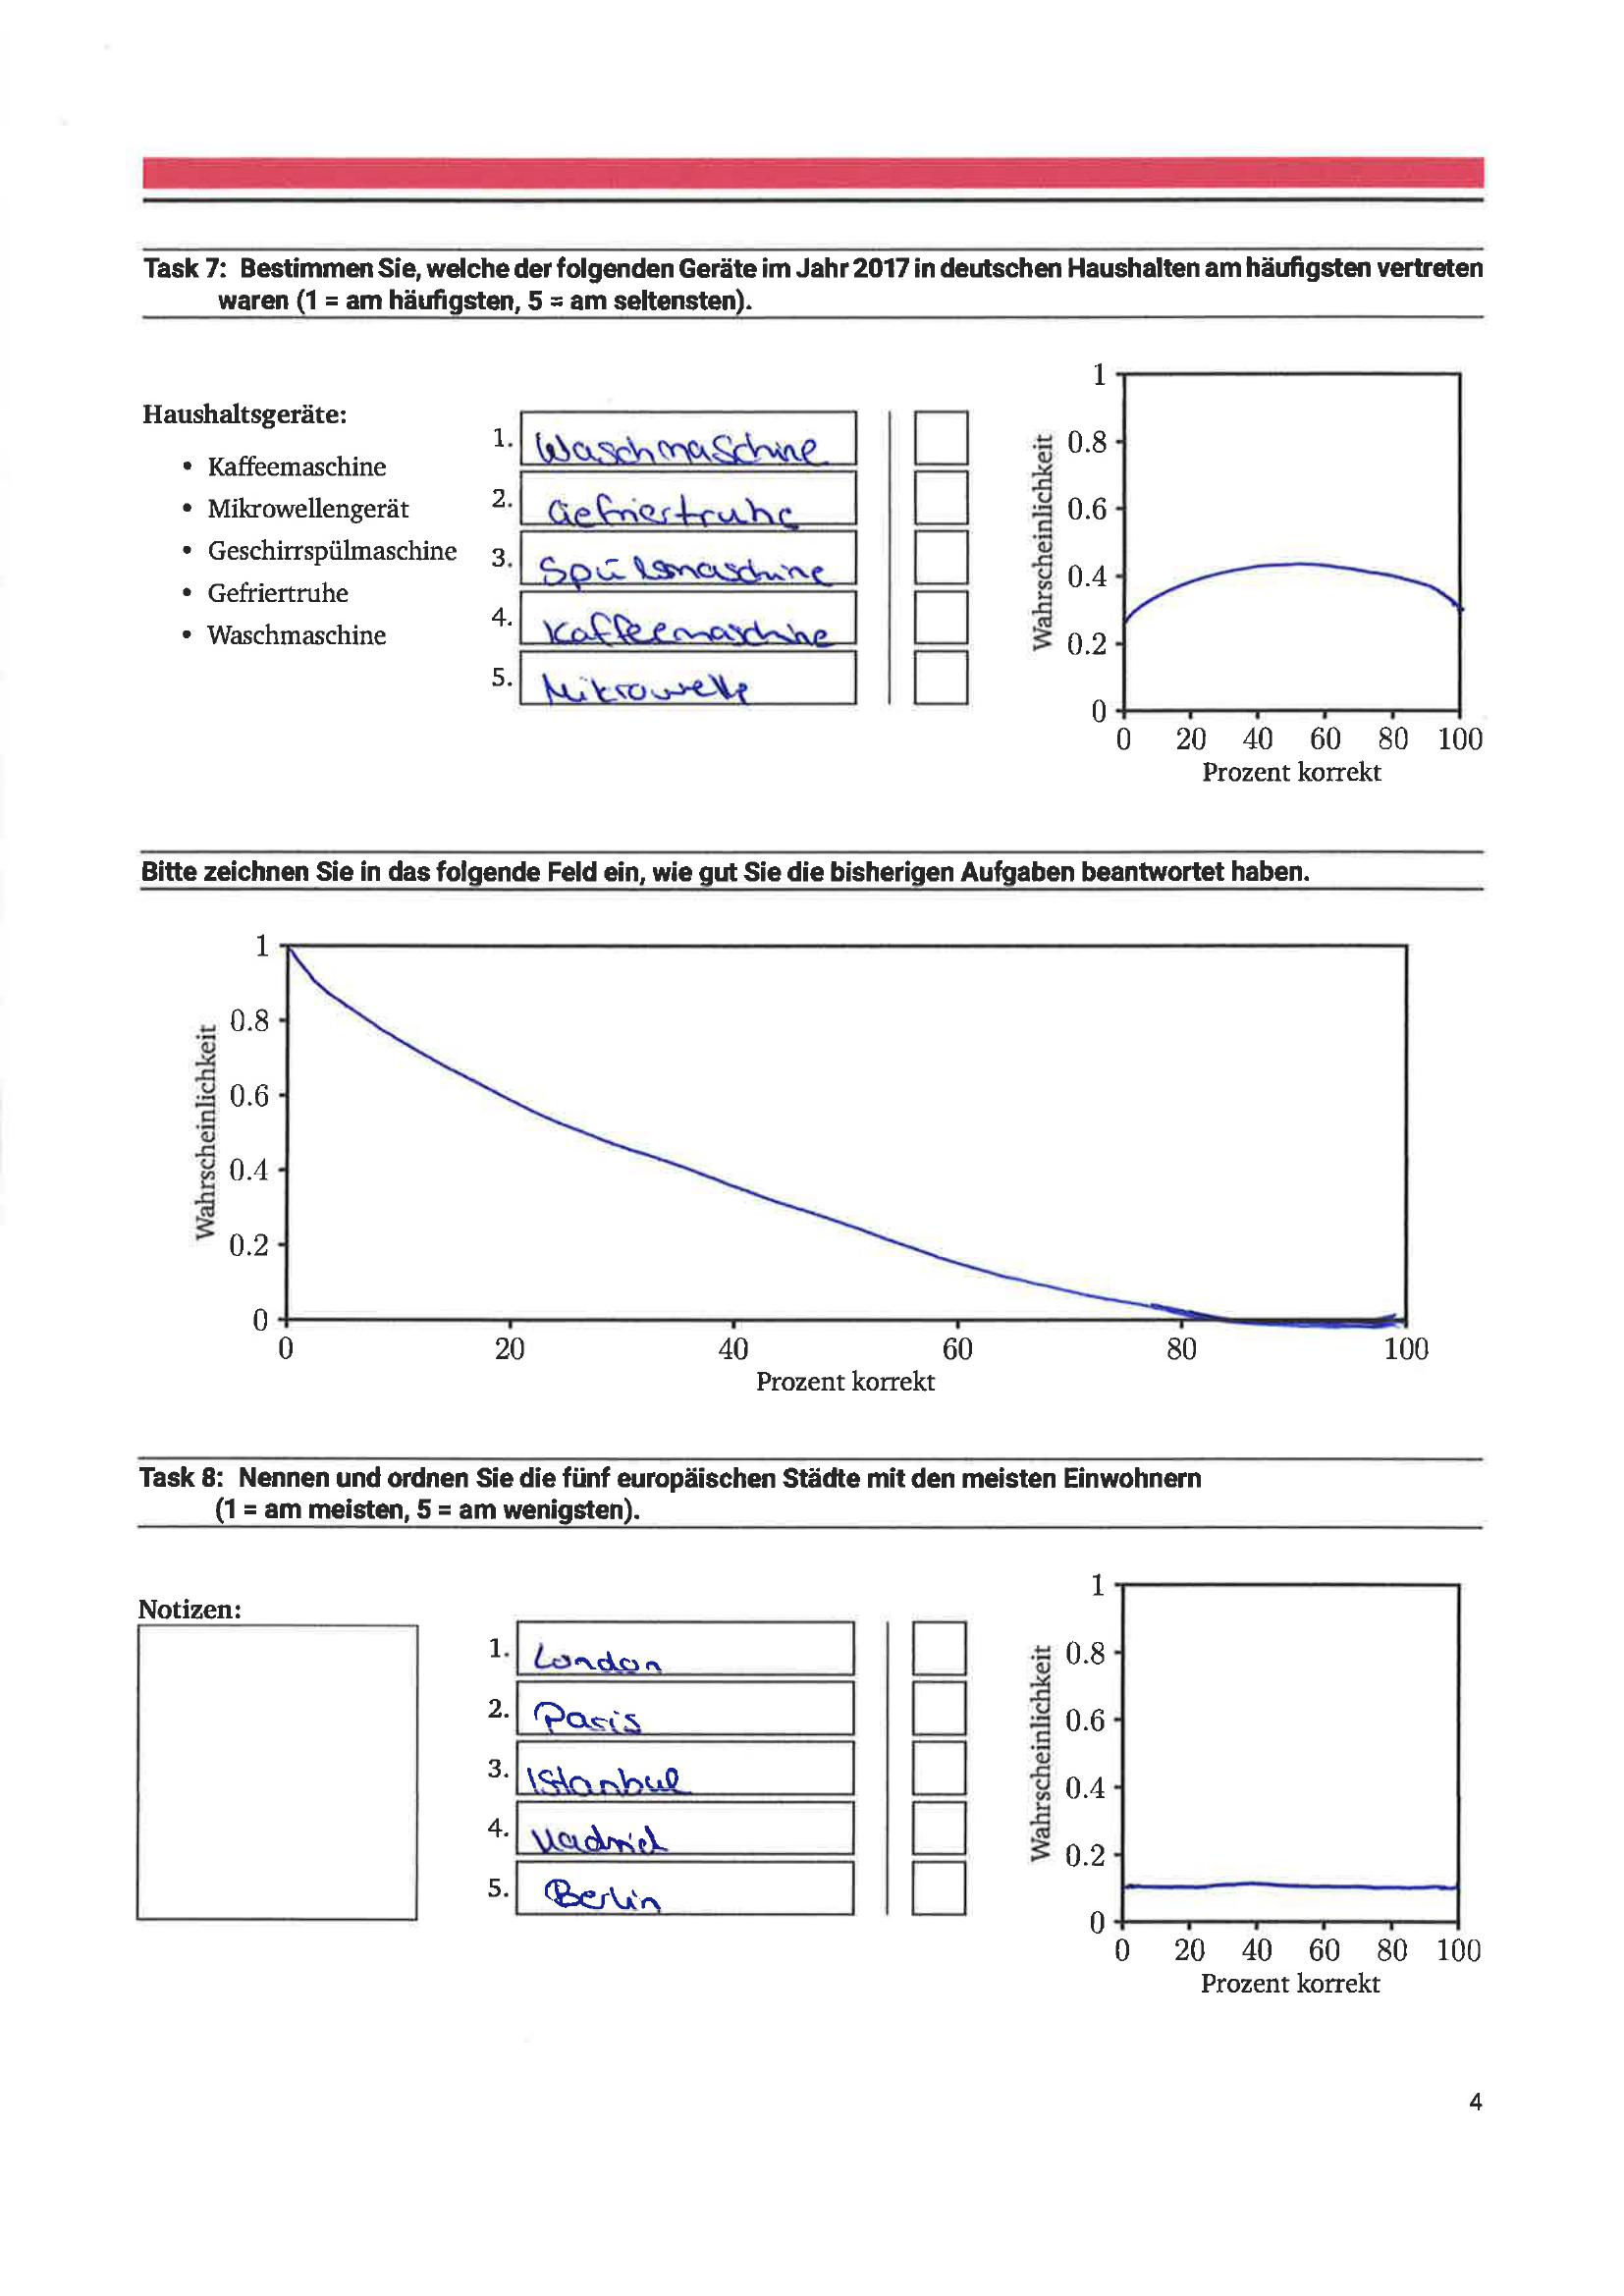 Task 7: Bestimmen Sie, welche der folgenden Geräte im Jahr 2017 in deutschen Haushalten am häufigsten vertreten
waren (1 = am häufigsten, 5 = am seltensten).
Haushaltsgeräte:
• Kaffeemaschine
• Mikrowellengerät
• Geschirrspülmaschine
• Gefriertruhe
• Waschmaschine
1. Waschmaschine
2. Gefriertruhe
3. Spülsmaschine
4. Kaffeemaschine
5. Mikrowelle
Wahrscheinlichkeit
1
0.8
0.6
0.4
0.2
0
0 20 40 60 80 100
Prozent korrekt
Bitte zeichnen Sie in das folgende Feld ein, wie gut Sie die bisherigen Aufgaben beantwortet haben.
Wahrscheinlichkeit
1
0.8
0.6
0.4
0.2
0
0 20 40 60 80 100
Prozent korrekt
Task 8: Nennen und ordnen Sie die fünf europäischen Städte mit den meisten Einwohnern
(1 = am meisten, 5 = am wenigsten).
Notizen:
1. London
2. Paris
3. Istanbul
4. Madrid
5. Berlin
Wahrscheinlichkeit
1
0.8
0.6
0.4
0.2
0
0 20 40 60 80 100
Prozent korrekt
4